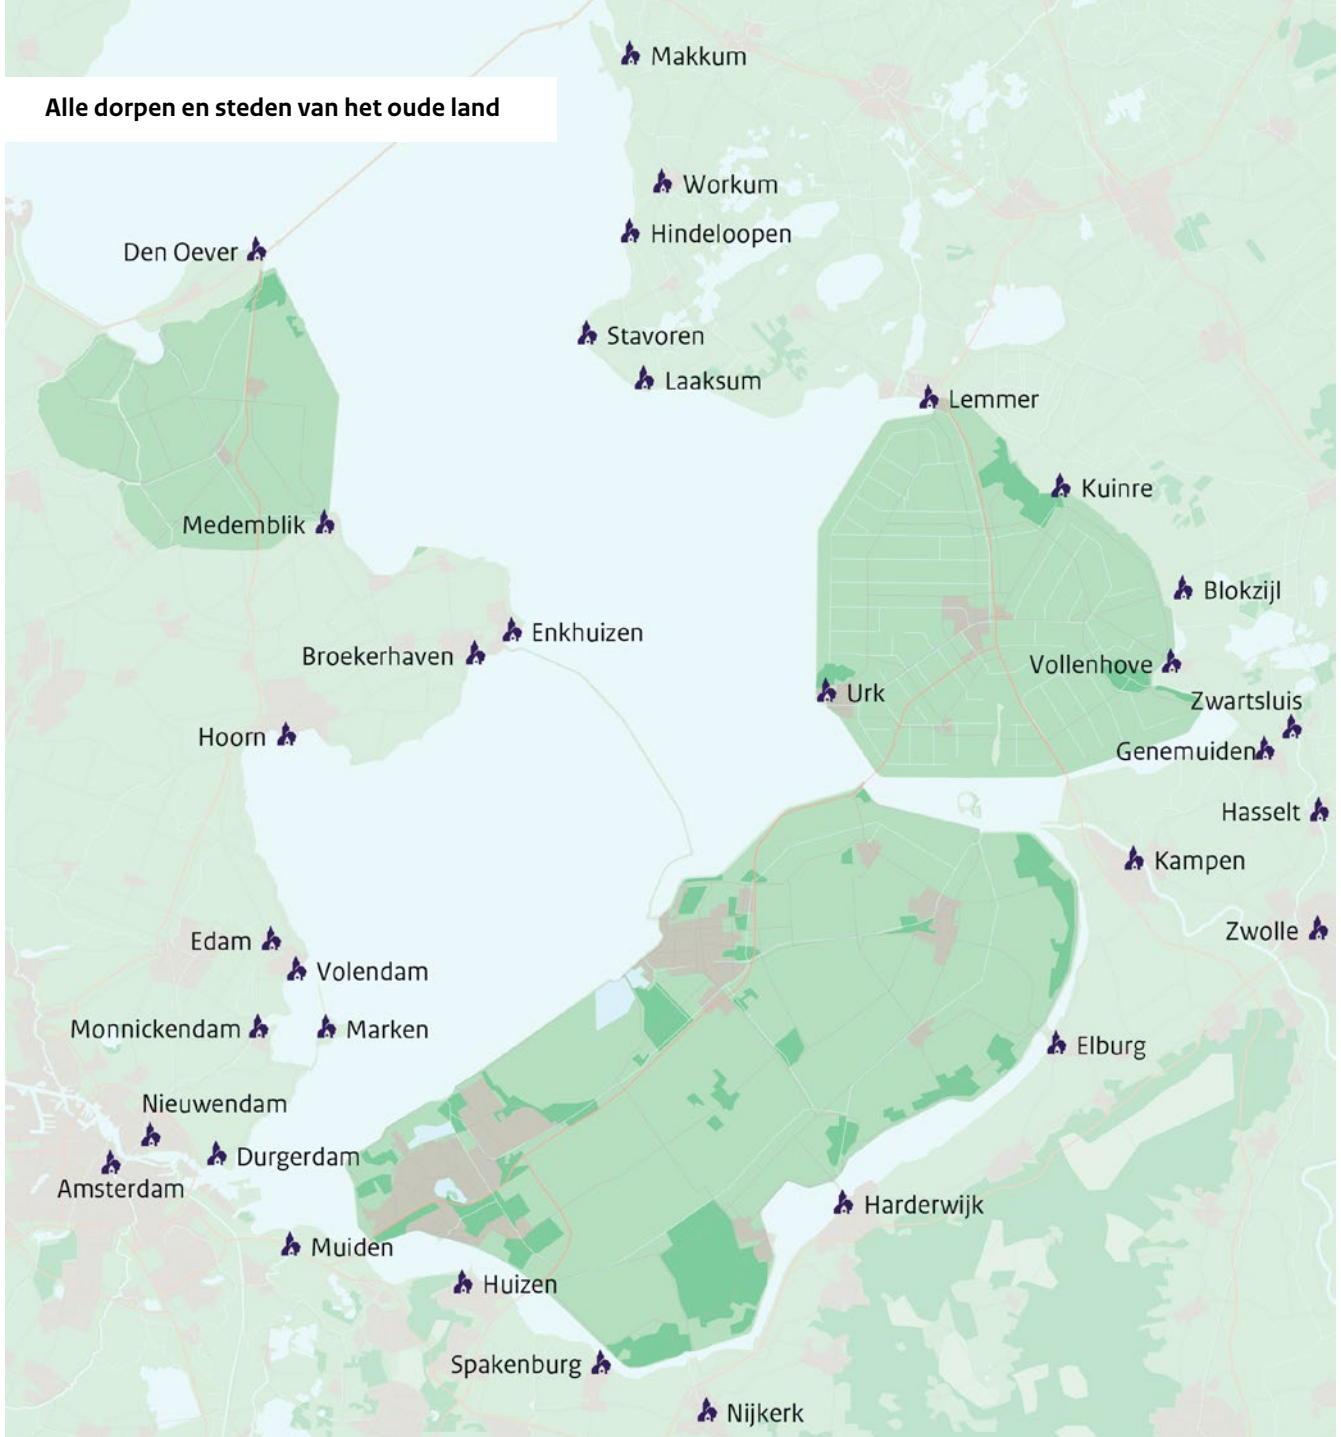 Makkum
Alle dorpen en steden van het oude land
Workum
Hindeloopen
Den Oever
Stavoren
Laaksum
Lemmer
Kuinre
Medemblik
Blokzijl
Enkhuizen
Broekerhaven
Vollenhove
Urk
Zwartsluis
Hoorn
Genemuiden
Hasselt
Kampen
Zwolle
Edam
Volendam
Monnickendam
Marken
Elburg
Nieuwendam
Durgerdam
Amsterdam
Harderwijk
Muiden
Huizen
Spakenburg
Nijkerk